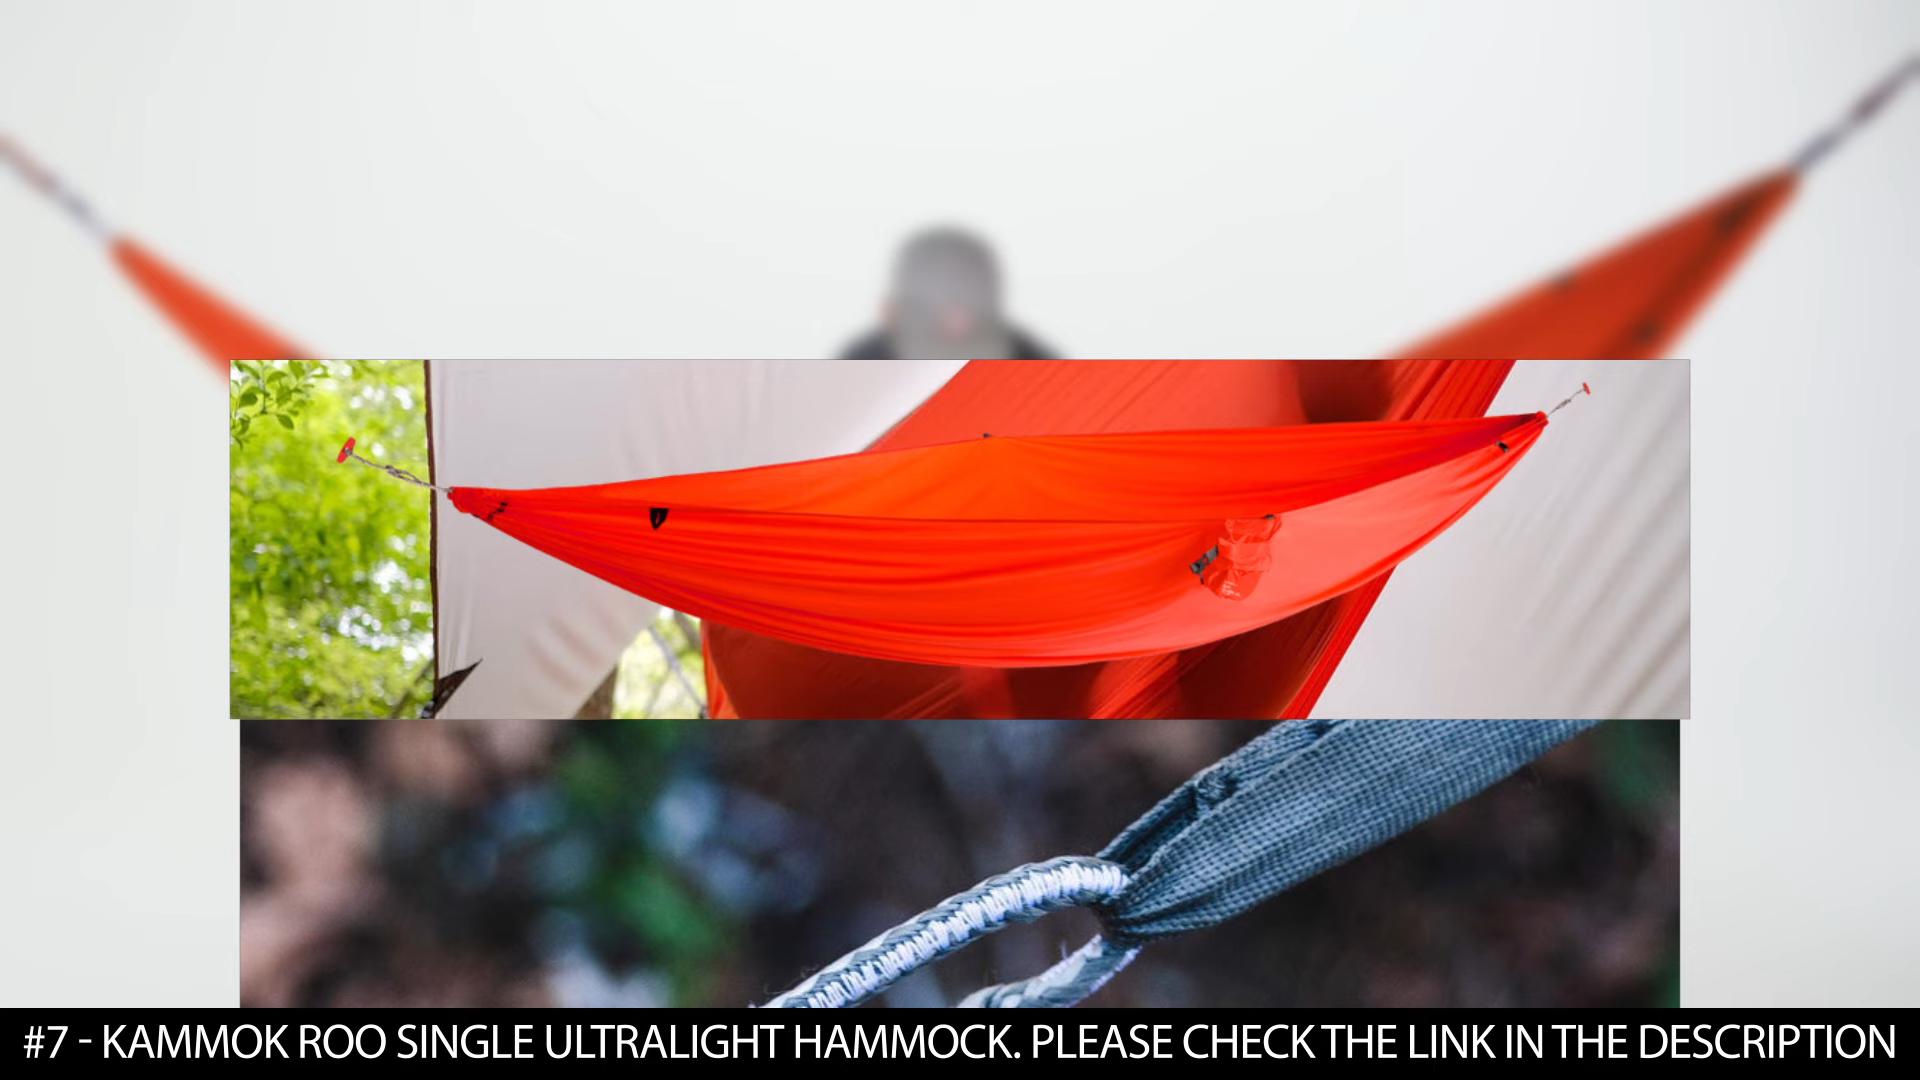 #7 - KAMMOK ROO SINGLE ULTRALIGHT HAMMOCK. PLEASE CHECK THE LINK IN THE DESCRIPTION